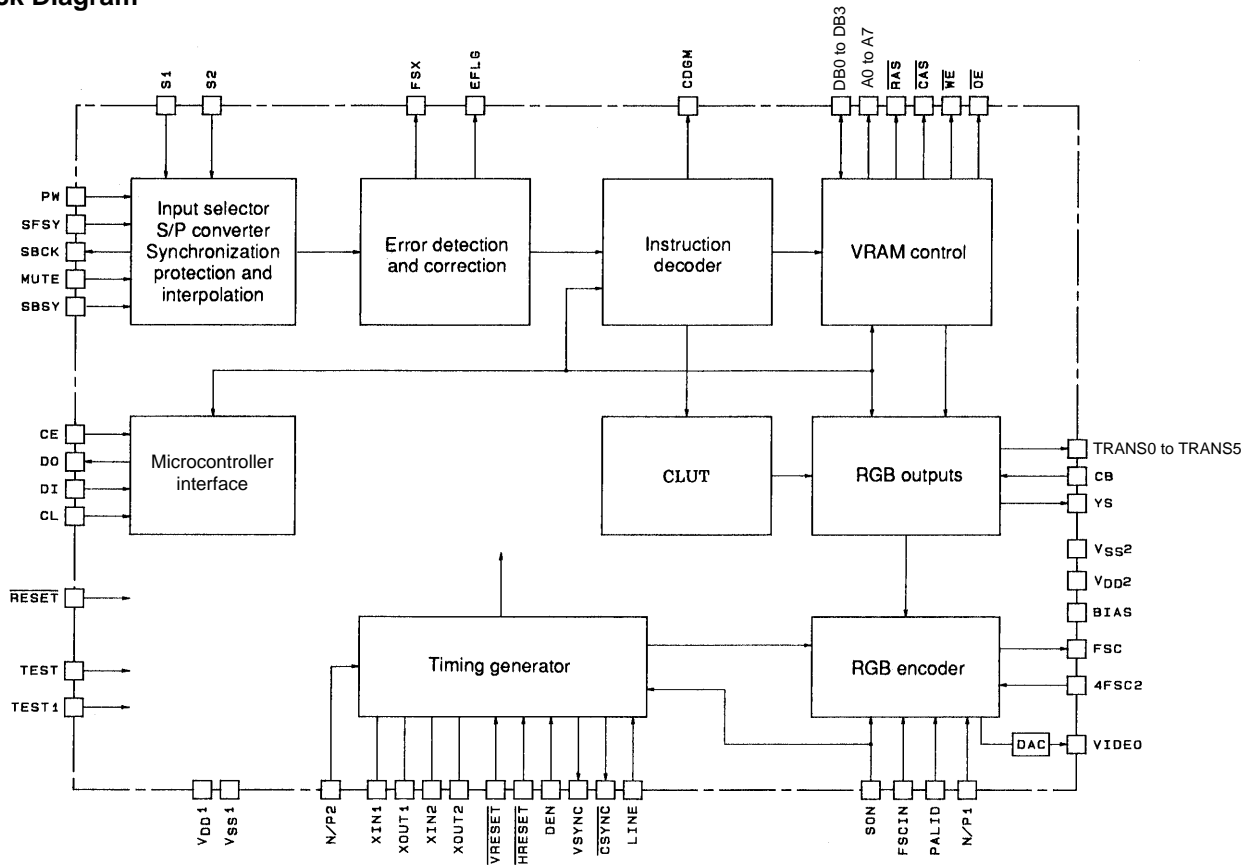 ck Diagram
S1
S2
FSX
EFLG
CDGM
DB0 to DB3
A0 to A7
RAS
CAS
WE
OE
PW
SFSY
SBCK
MUTE
SBSY
Input selector
S/P converter
Synchronization
protection and
interpolation
Error detection
and correction
Instruction
decoder
VRAM control
CE
DO
DI
CL
Microcontroller
interface
CLUT
RGB outputs
TRANS0 to TRANS5
CB
YS
VSS2
VDD2
BIAS
FSC
4FSC2
VIDEO
RESET
TEST
TEST1
Timing generator
RGB encoder
DAC
VDD1
VSS1
N/P2
XIN1
XOUT1
XIN2
XOUT2
VRESET
HRESET
DEN
VSYNC
CSYNC
LINE
SON
FSCIN
PALID
N/P1